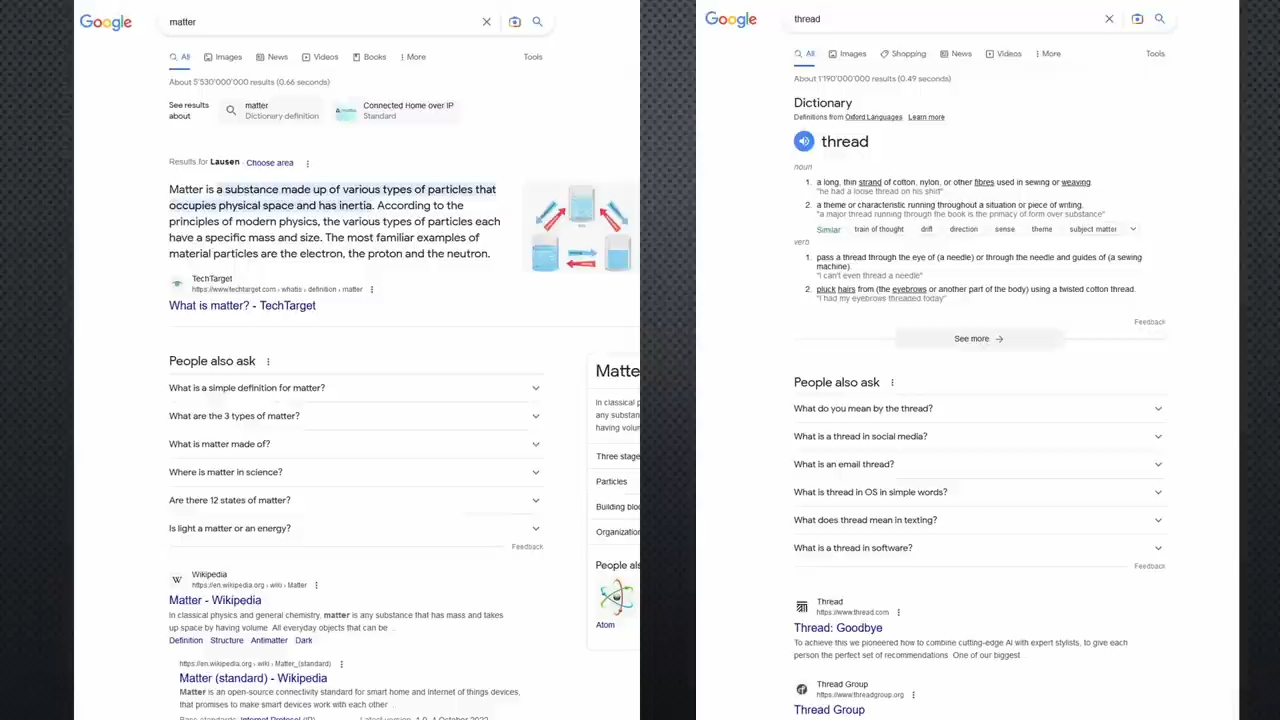 Google
matter
All Images News Videos Books More Tools
About 5'530'000'000 results (0.66 seconds)
See results about
matter
Dictionary definition
Connected Home over IP
Standard
Results for Lausen Choose area
Matter is a substance made up of various types of particles that
occupies physical space and has inertia. According to the
principles of modern physics, the various types of particles each
have a specific mass and size. The most familiar examples of
material particles are the electron, the proton and the neutron.
TechTarget
https://www.techtarget.com › whatis › definition › matter
What is matter? - TechTarget
People also ask
What is a simple definition for matter?
What are the 3 types of matter?
What is matter made of?
Where is matter in science?
Are there 12 states of matter?
Is light a matter or an energy?
Feedback
W Wikipedia
https://en.wikipedia.org › wiki › Matter
Matter - Wikipedia
In classical physics and general chemistry, matter is any substance that has mass and takes
up space by having volume. All everyday objects that can be ...
Definition Structure Antimatter Dark
https://en.wikipedia.org › wiki › Matter_(standard)
Matter (standard) - Wikipedia
Matter is an open-source connectivity standard for smart home and Internet of things devices,
that promises to make smart devices work with each other ...
Matte
In classical p
any substan
having volun
Three stage
Particles
Building bloc
Organization
People als
Atom
Google
thread
All Images Shopping News Videos More Tools
About 1'190'000'000 results (0.49 seconds)
Dictionary
Definitions from Oxford Languages Learn more
thread
noun
1. a long, thin strand of cotton, nylon, or other fibres used in sewing or weaving.
"he had a loose thread on his shirt"
2. a theme or characteristic running throughout a situation or piece of writing.
"a major thread running through the book is the primacy of form over substance"
Similar train of thought drift direction sense theme subject matter
verb
1. pass a thread through the eye of (a needle) or through the needle and guides of (a sewing
machine).
"I can't even thread a needle"
2. pluck hairs from (the eyebrows or another part of the body) using a twisted cotton thread.
"I had my eyebrows threaded today"
Feedback
See more →
People also ask
What do you mean by the thread?
What is a thread in social media?
What is an email thread?
What is thread in OS in simple words?
What does thread mean in texting?
What is a thread in software?
Feedback
Thread
https://www.thread.com
Thread: Goodbye
To achieve this we pioneered how to combine cutting-edge AI with expert stylists, to give each
person the perfect set of recommendations. One of our biggest ...
Thread Group
https://www.threadgroup.org
Thread Group